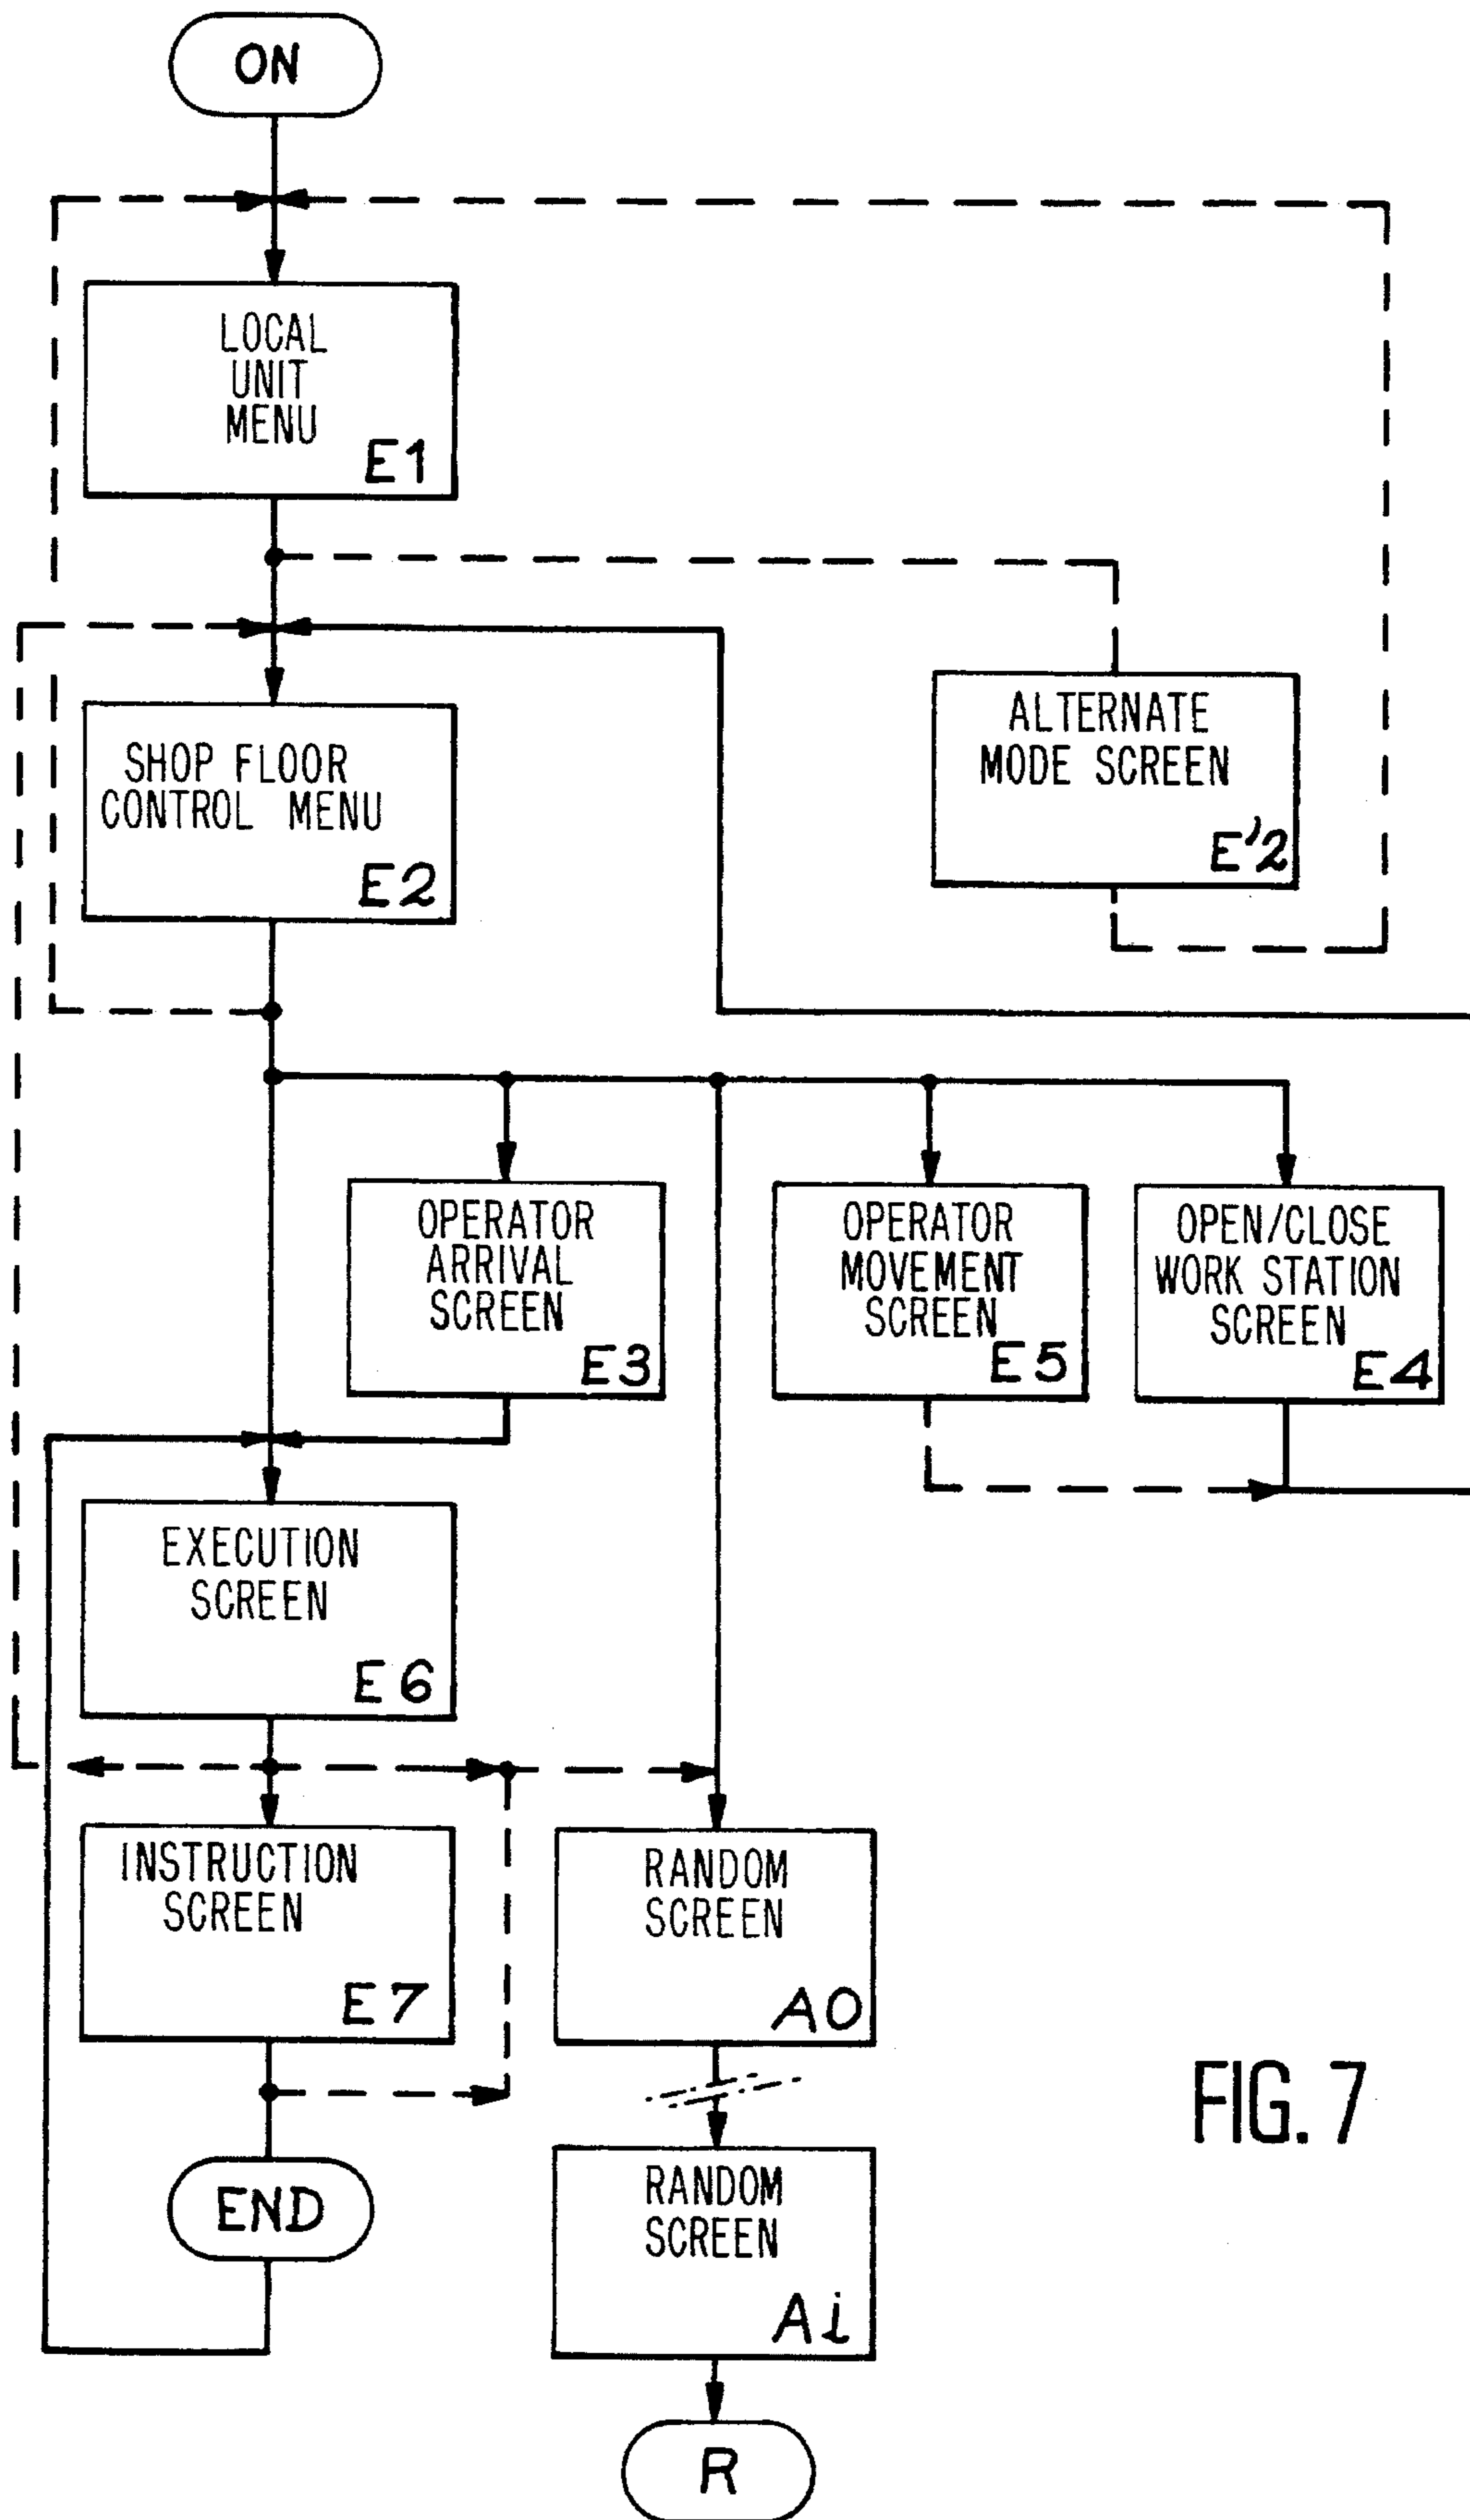 ON
LOCAL
UNIT
MENU
E1
ALTERNATE
MODE SCREEN
E'2
SHOP FLOOR
CONTROL MENU
E2
OPERATOR
ARRIVAL
SCREEN
E3
OPERATOR
MOVEMENT
SCREEN
E5
OPEN/CLOSE
WORK STATION
SCREEN
E4
EXECUTION
SCREEN
E6
INSTRUCTION
SCREEN
E7
RANDOM
SCREEN
A0
END
RANDOM
SCREEN
Ai
R
FIG. 7